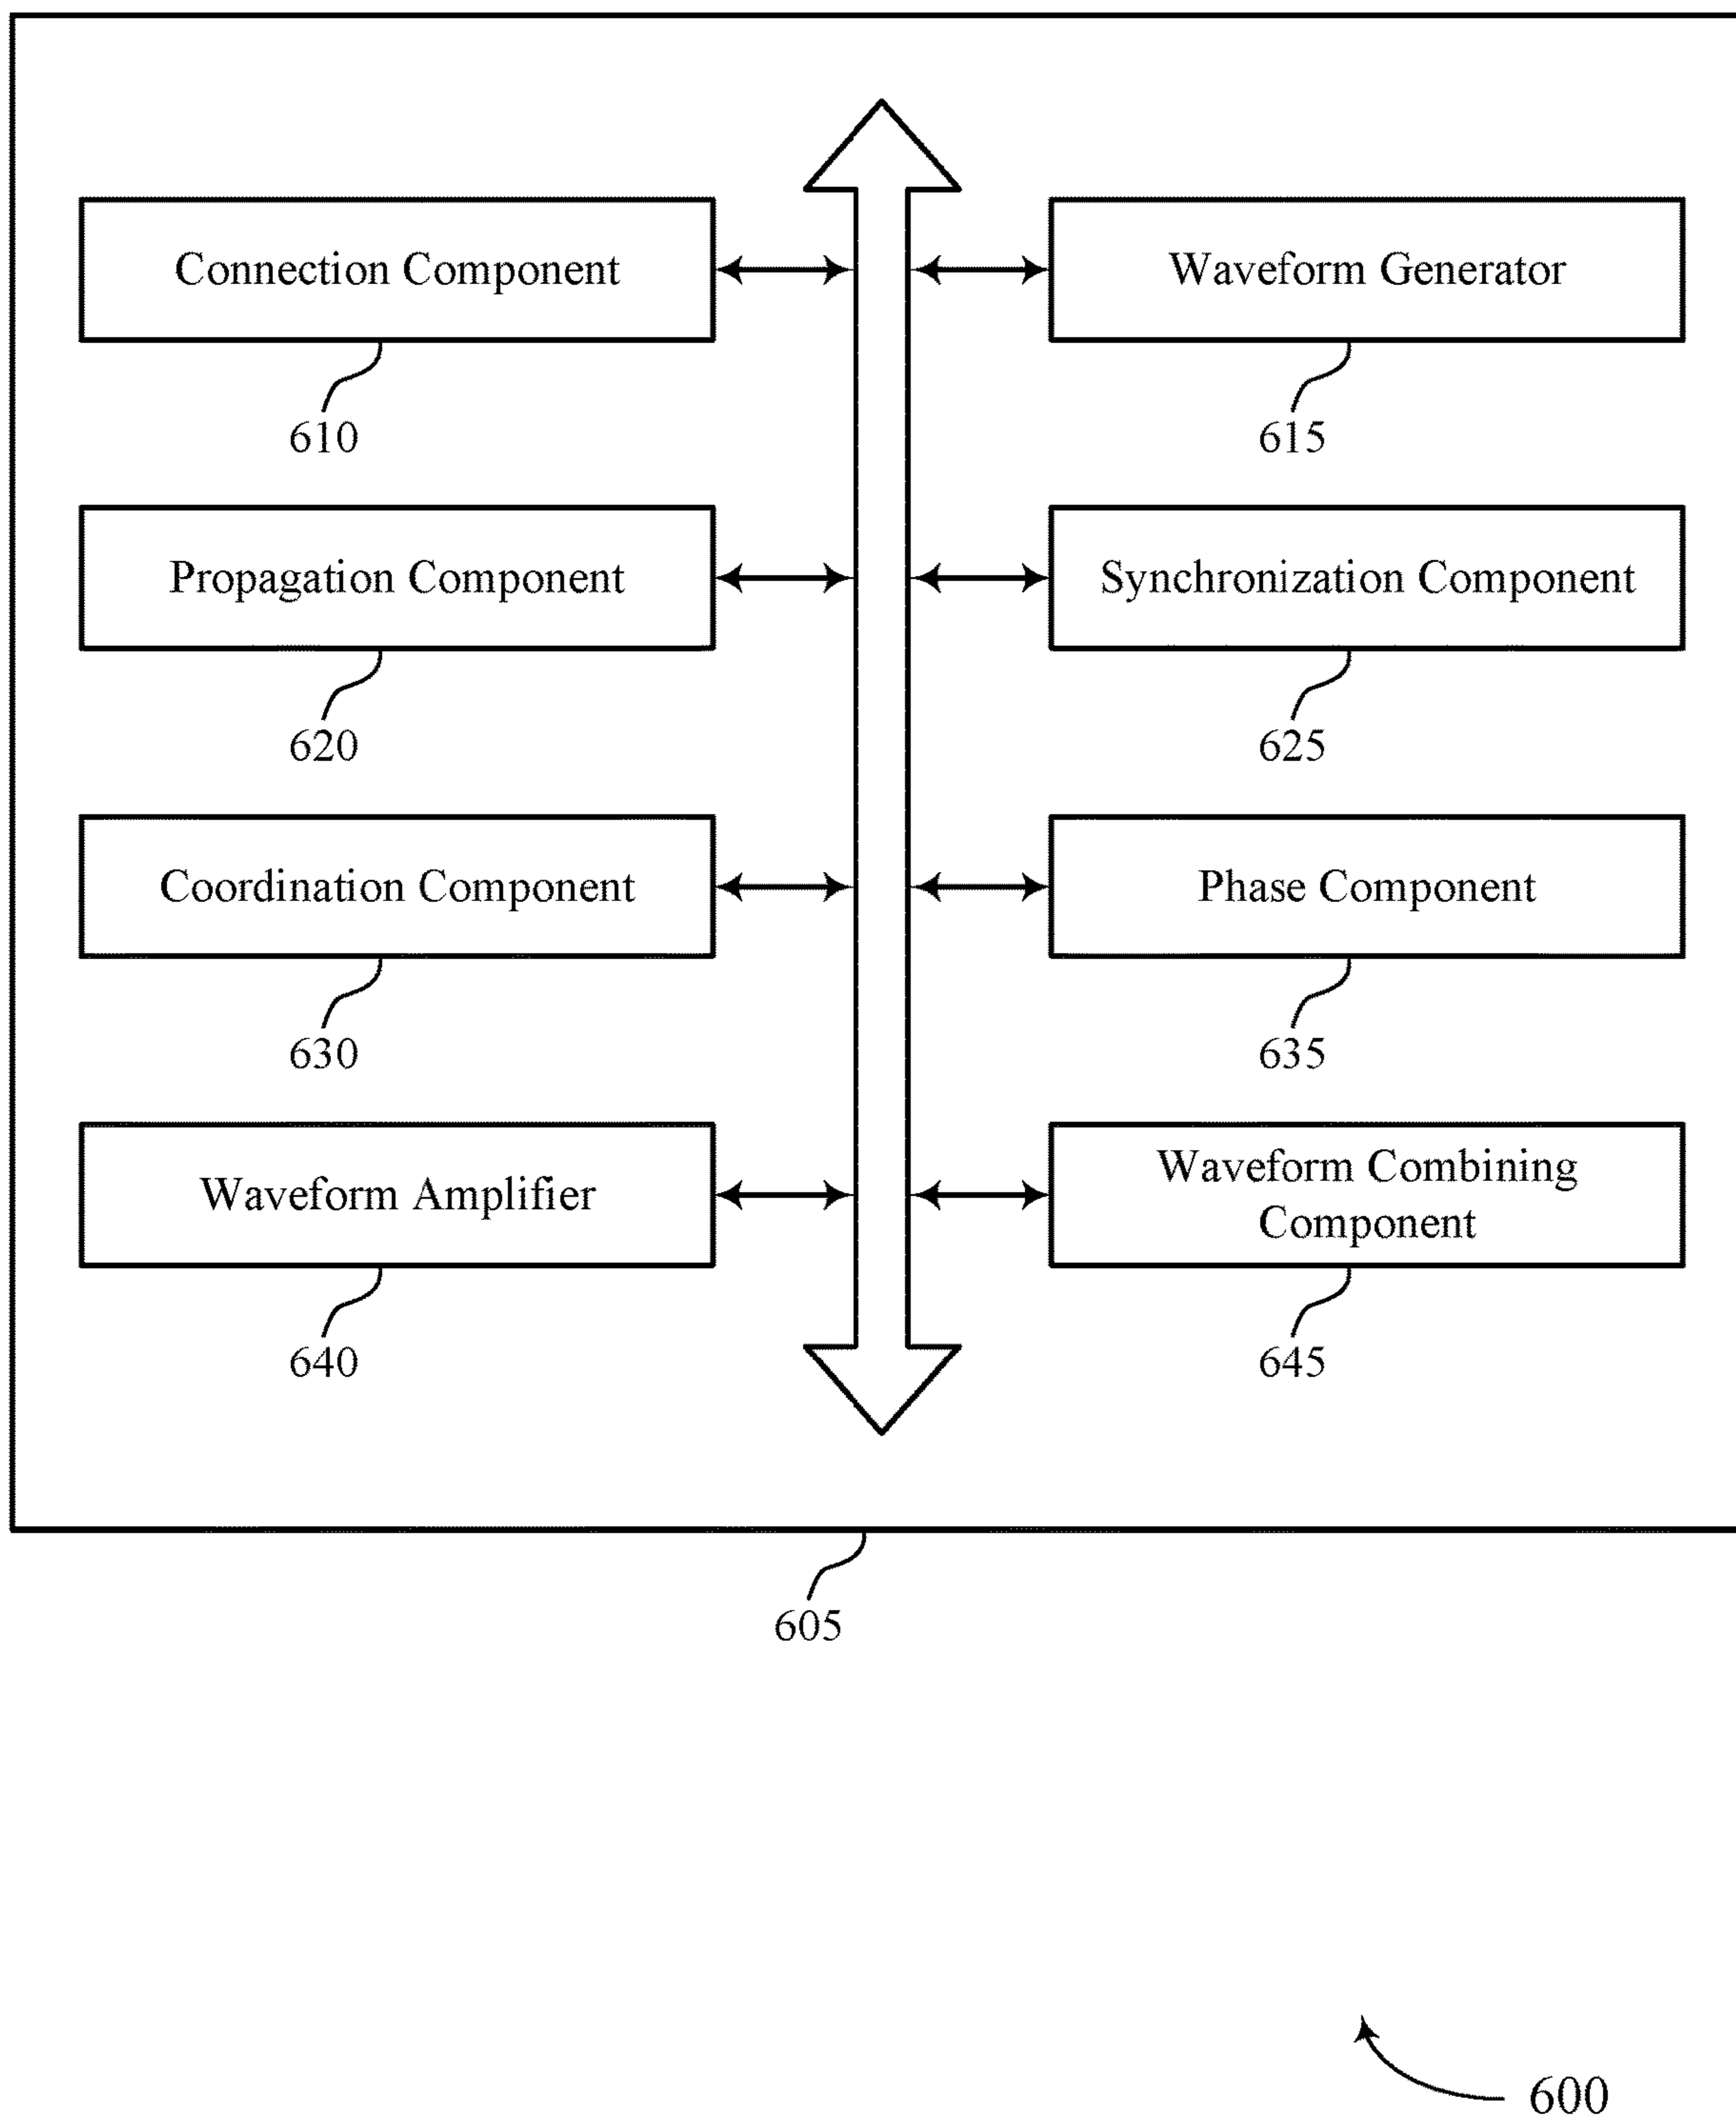 Connection Component
Waveform Generator
610
615
Propagation Component
Synchronization Component
620
625
Coordination Component
Phase Component
630
635
Waveform Amplifier
Waveform Combining
Component
640
645
605
600